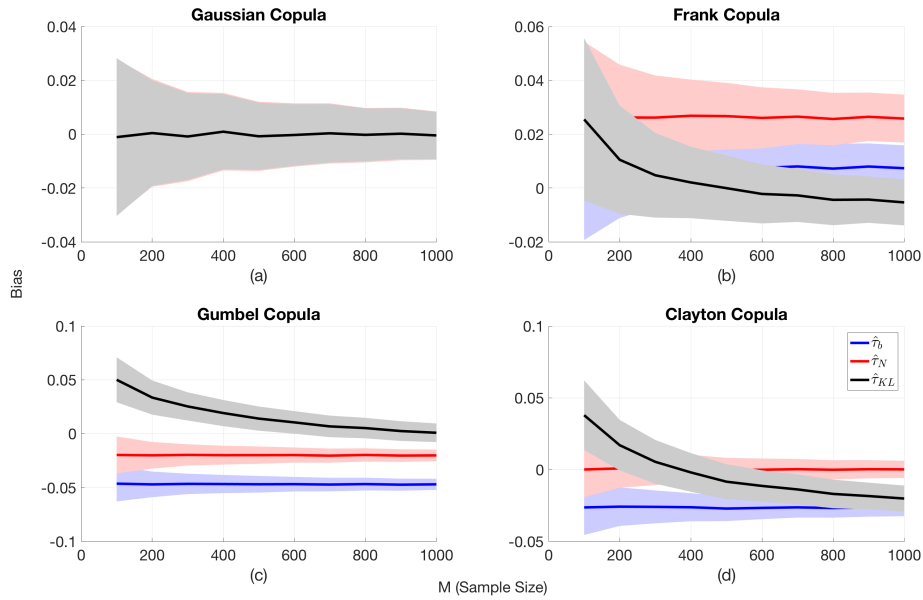 Gaussian Copula
0.04
0.02
0
-0.02
-0.04
0 200 400 600 800 1000
(a)
Frank Copula
0.06
0.04
0.02
0
-0.02
0 200 400 600 800 1000
(b)
Bias
Gumbel Copula
0.1
0.05
0
-0.05
-0.1
0 200 400 600 800 1000
(c)
Clayton Copula
0.1
0.05
0
-0.05
0 200 400 600 800 1000
(d)
τ̂_b
τ̂_N
τ̂_KL
M (Sample Size)